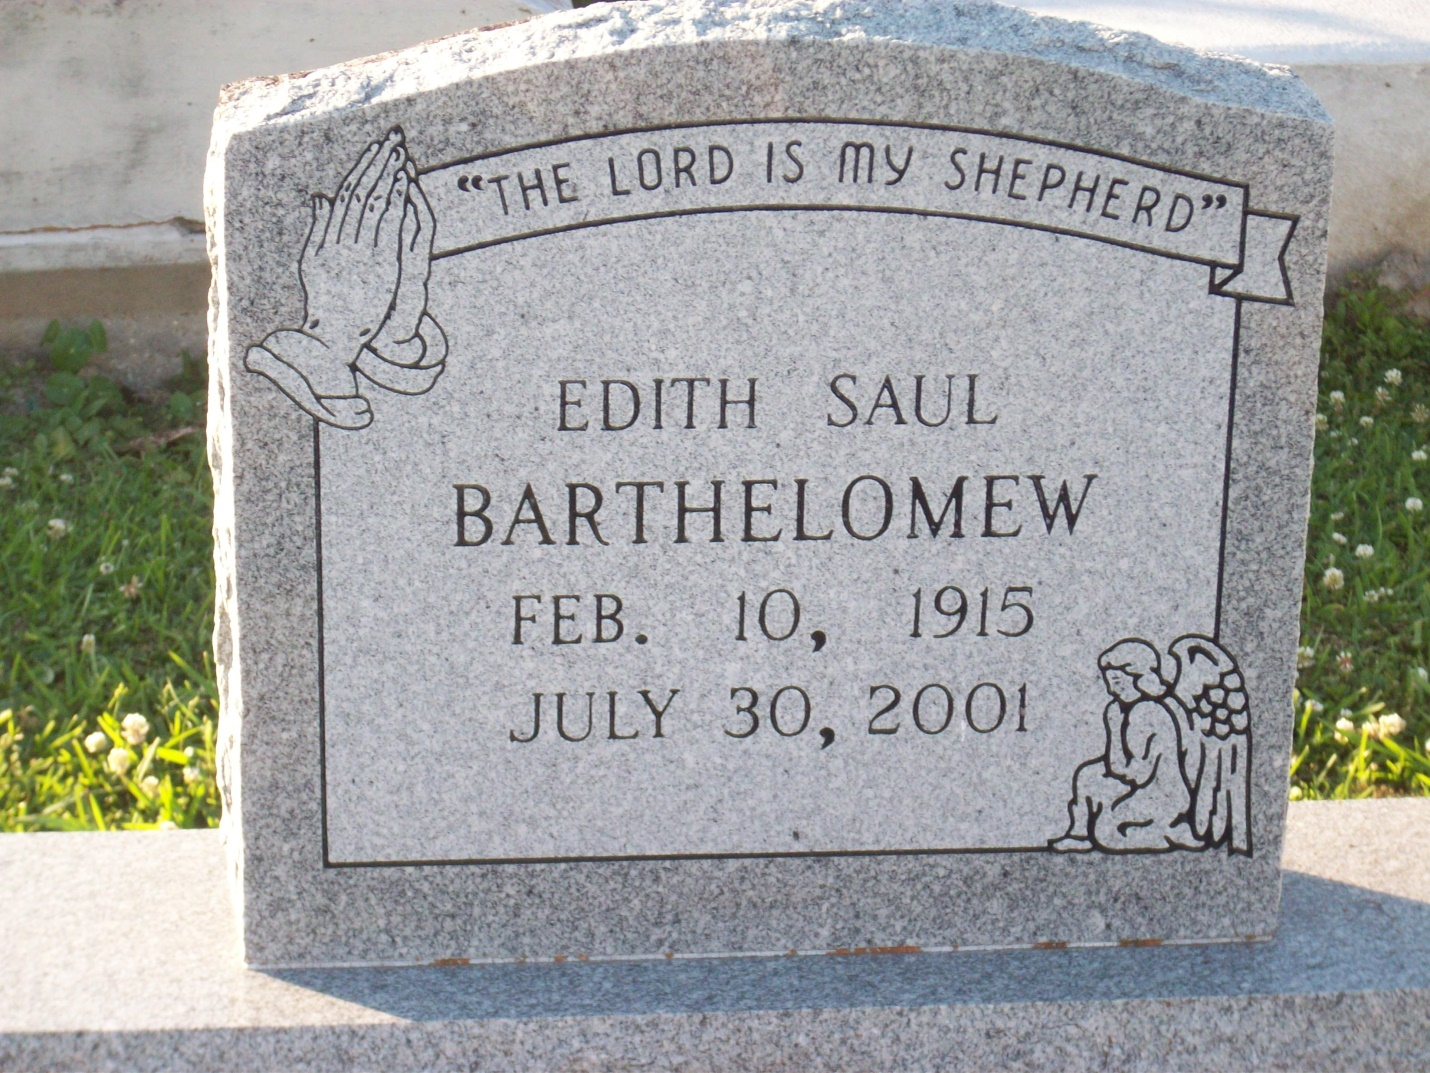 "THE LORD IS MY SHEPHERD"
EDITH SAUL
BARTHELOMEW
FEB. 10, 1915
JULY 30, 2001